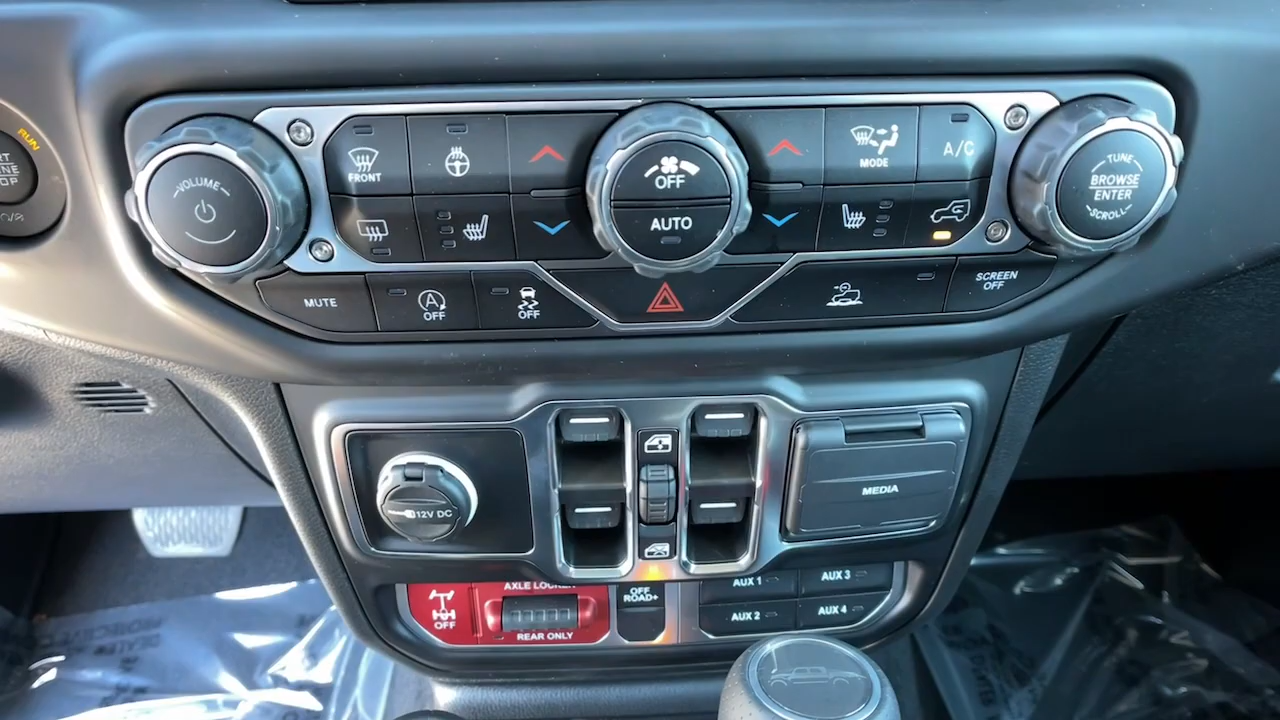 RUN
VOLUME
FRONT
OFF
AUTO
MODE
A/C
TUNE
BROWSE
ENTER
SCROLL
MUTE
A
OFF
OFF
SCREEN
OFF
12V DC
MEDIA
AXLE LOCKER
OFF
REAR ONLY
OFF
ROAD+
AUX 1
AUX 3
AUX 2
AUX 4